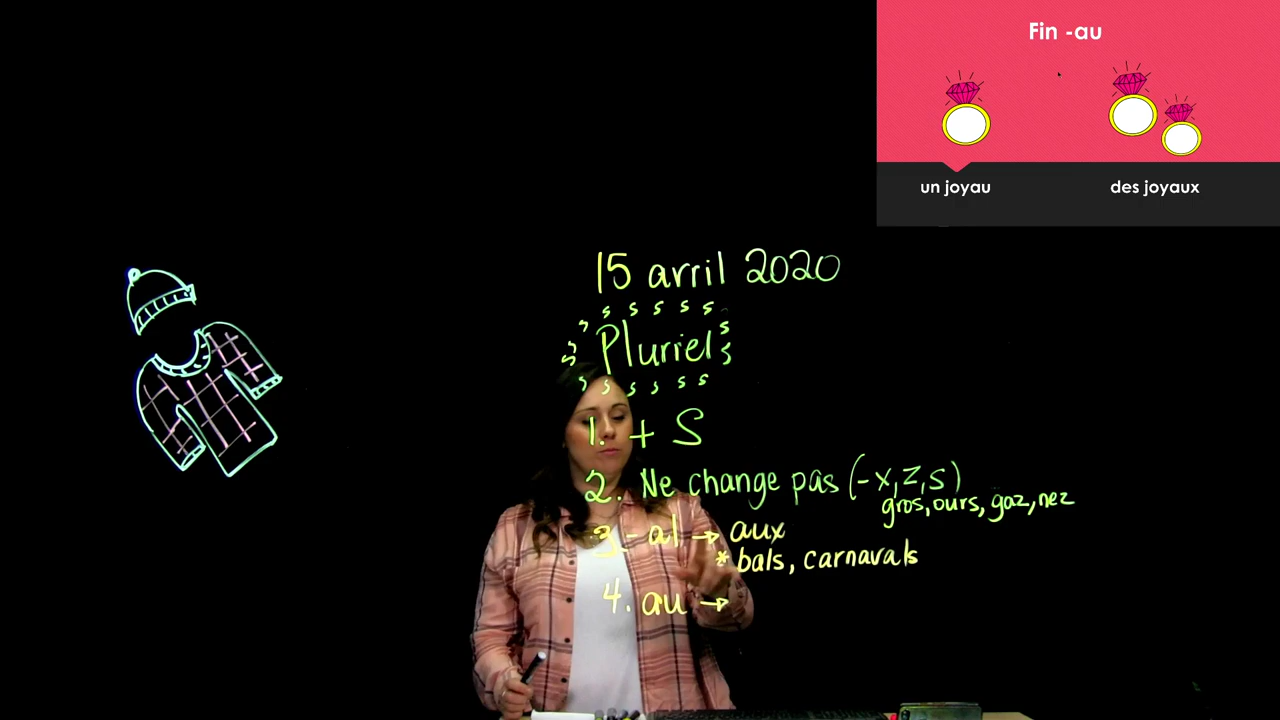 Fin -au
un joyau
des joyaux
15 avril 2020
s s s s s s s s s s s s s s s s s
Pluriel
1. + S
2. Ne change pas (-x, z, s)
gros, ours, gaz, nez
3. -al → aux
* bals, carnavals
4. au →